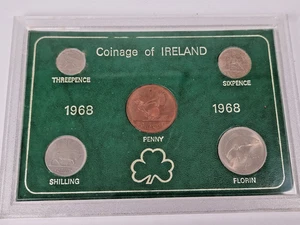 Coinage of IRELAND
THREEPENCE
SIXPENCE
1968
1968
PENNY
SHILLING
FLORIN